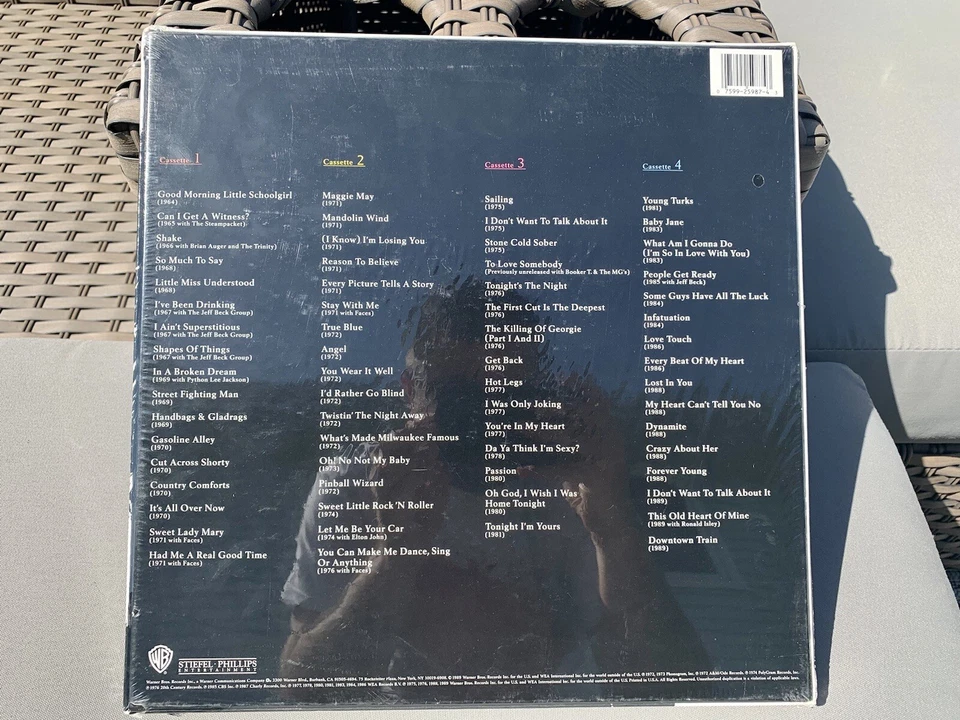 0 7599-25987-4 3
Cassette 1
Good Morning Little Schoolgirl
(1964)
Can I Get A Witness?
(1965 with The Steampacket)
Shake
(1966 with Brian Auger and The Trinity)
So Much To Say
(1968)
Little Miss Understood
(1968)
I've Been Drinking
(1967 with The Jeff Beck Group)
I Ain't Superstitious
(1967 with The Jeff Beck Group)
Shapes Of Things
(1967 with The Jeff Beck Group)
In A Broken Dream
(1969 with Python Lee Jackson)
Street Fighting Man
(1969)
Handbags & Gladrags
(1969)
Gasoline Alley
(1970)
Cut Across Shorty
(1970)
Country Comforts
(1970)
It's All Over Now
(1970)
Sweet Lady Mary
(1971 with Faces)
Had Me A Real Good Time
(1971 with Faces)
Cassette 2
Maggie May
(1971)
Mandolin Wind
(1971)
(I Know) I'm Losing You
(1971)
Reason To Believe
(1971)
Every Picture Tells A Story
(1971)
Stay With Me
(1971 with Faces)
True Blue
(1972)
Angel
(1972)
You Wear It Well
(1972)
I'd Rather Go Blind
(1972)
Twistin' The Night Away
(1972)
What's Made Milwaukee Famous
(1972)
Oh! No Not My Baby
(1973)
Pinball Wizard
(1972)
Sweet Little Rock 'N Roller
(1974)
Let Me Be Your Car
(1974 with Elton John)
You Can Make Me Dance, Sing
Or Anything
(1976 with Faces)
Cassette 3
Sailing
(1975)
I Don't Want To Talk About It
(1975)
Stone Cold Sober
(1975)
To Love Somebody
(Previously unreleased with Booker T. & The MG's)
Tonight's The Night
(1976)
The First Cut Is The Deepest
(1976)
The Killing Of Georgie
(Part I And II)
(1976)
Get Back
(1976)
Hot Legs
(1977)
I Was Only Joking
(1977)
You're In My Heart
(1977)
Da Ya Think I'm Sexy?
(1978)
Passion
(1980)
Oh God, I Wish I Was
Home Tonight
(1980)
Tonight I'm Yours
(1981)
Cassette 4
Young Turks
(1981)
Baby Jane
(1983)
What Am I Gonna Do
(I'm So In Love With You)
(1983)
People Get Ready
(1985 with Jeff Beck)
Some Guys Have All The Luck
(1984)
Infatuation
(1984)
Love Touch
(1986)
Every Beat Of My Heart
(1986)
Lost In You
(1988)
My Heart Can't Tell You No
(1988)
Dynamite
(1988)
Crazy About Her
(1988)
Forever Young
(1988)
I Don't Want To Talk About It
(1989)
This Old Heart Of Mine
(1989 with Ronald Isley)
Downtown Train
(1989)
WB
STIEFEL·PHILLIPS
ENTERTAINMENT